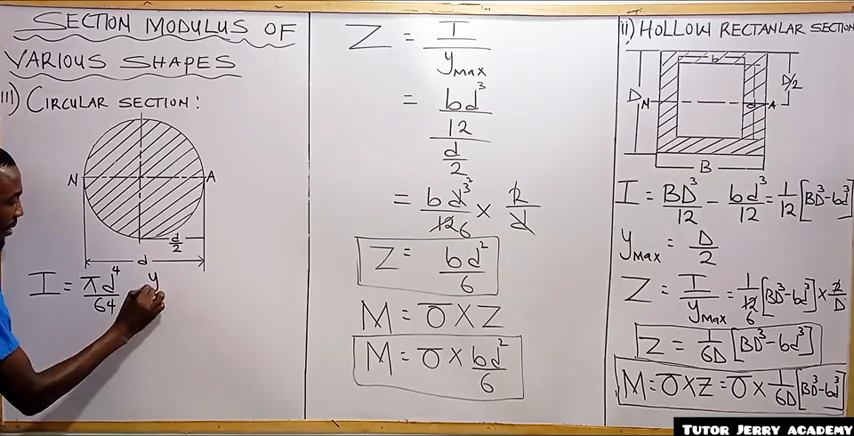 SECTION MODULUS OF
VARIOUS SHAPES
III) CIRCULAR SECTION:
N A
d/2
d
I = πd⁴/64 y
Z = I/yMAX
= bd³/12 / d/2
= bd³/12 6 × 2/d
Z = bd²/6
M = σ × Z
M = σ × bd²/6
II) HOLLOW RECTANLAR SECTION
b
D N d A D/2
B
I = BD³/12 - bd³/12 = 1/12 [BD³-bd³]
yMAX = D/2
Z = I/yMAX = 1/12 6 [BD³-bd³] × 2/D
Z = 1/6D [BD³-bd³]
M = σ × Z = σ × 1/6D [BD³-bd³]
TUTOR JERRY ACADEMY